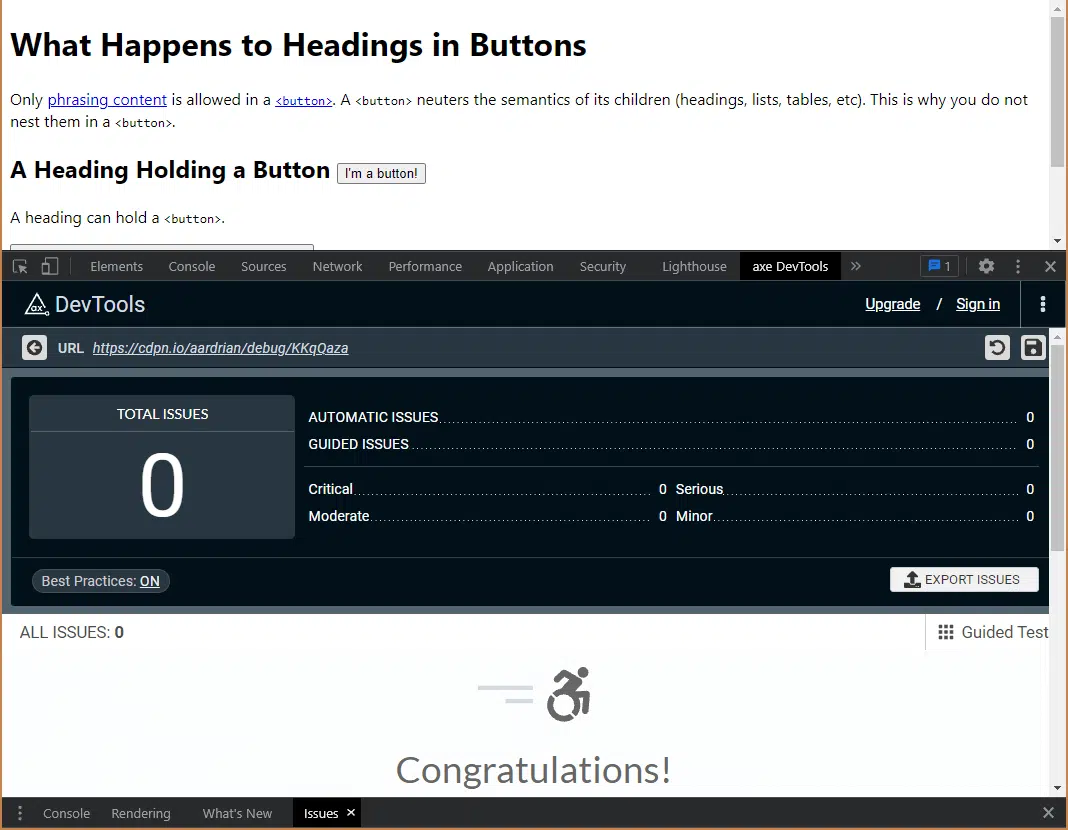 What Happens to Headings in Buttons
Only phrasing content is allowed in a <button>. A <button> neuters the semantics of its children (headings, lists, tables, etc). This is why you do not
nest them in a <button>.
A Heading Holding a Button I'm a button!
A heading can hold a <button>.
Elements Console Sources Network Performance Application Security Lighthouse axe DevTools » 1
ax DevTools Upgrade / Sign in
URL https://cdpn.io/aardrian/debug/KKqQaza
TOTAL ISSUES
0
AUTOMATIC ISSUES 0
GUIDED ISSUES 0
Critical 0 Serious 0
Moderate 0 Minor 0
Best Practices: ON EXPORT ISSUES
ALL ISSUES: 0 Guided Test
Congratulations!
Console Rendering What's New Issues ×